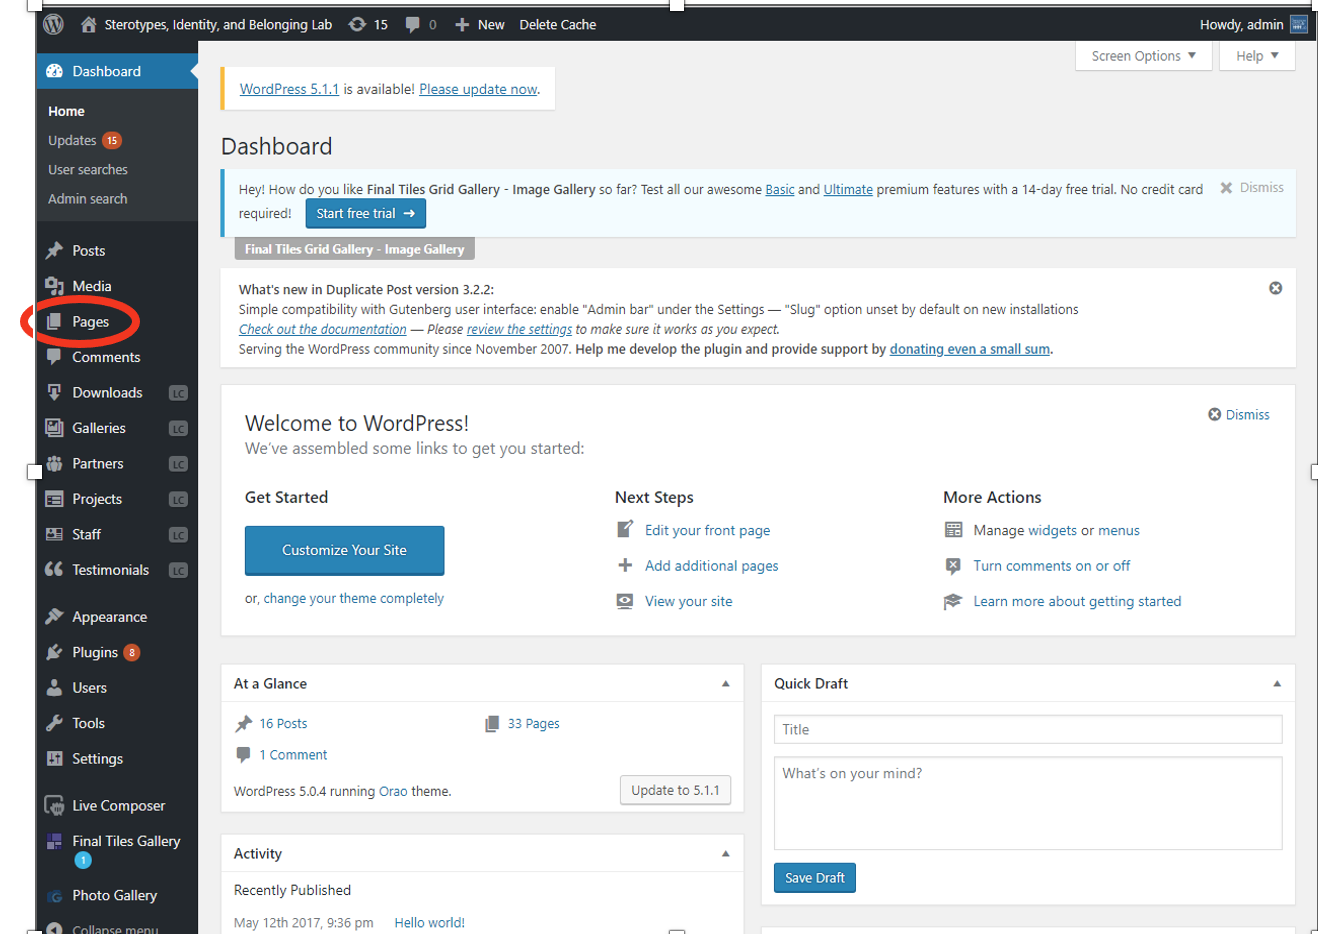 Sterotypes, Identity, and Belonging Lab 15 0 New Delete Cache Howdy, admin
Screen Options Help
Dashboard
Home
Updates 15
User searches
Admin search
Posts
Media
Pages
Comments
Downloads LC
Galleries LC
Partners LC
Projects LC
Staff LC
Testimonials LC
Appearance
Plugins 8
Users
Tools
Settings
Live Composer
Final Tiles Gallery
1
Photo Gallery
Collapse menu
WordPress 5.1.1 is available! Please update now.
Dashboard
Hey! How do you like Final Tiles Grid Gallery - Image Gallery so far? Test all our awesome Basic and Ultimate premium features with a 14-day free trial. No credit card
required! Start free trial →
Dismiss
Final Tiles Grid Gallery - Image Gallery
What's new in Duplicate Post version 3.2.2:
Simple compatibility with Gutenberg user interface: enable "Admin bar" under the Settings — "Slug" option unset by default on new installations
Check out the documentation — Please review the settings to make sure it works as you expect.
Serving the WordPress community since November 2007. Help me develop the plugin and provide support by donating even a small sum.
Welcome to WordPress!
Dismiss
We've assembled some links to get you started:
Get Started
Customize Your Site
or, change your theme completely
Next Steps
Edit your front page
Add additional pages
View your site
More Actions
Manage widgets or menus
Turn comments on or off
Learn more about getting started
At a Glance
16 Posts 33 Pages
1 Comment
WordPress 5.0.4 running Orao theme. Update to 5.1.1
Activity
Recently Published
May 12th 2017, 9:36 pm Hello world!
Quick Draft
Title
What's on your mind?
Save Draft